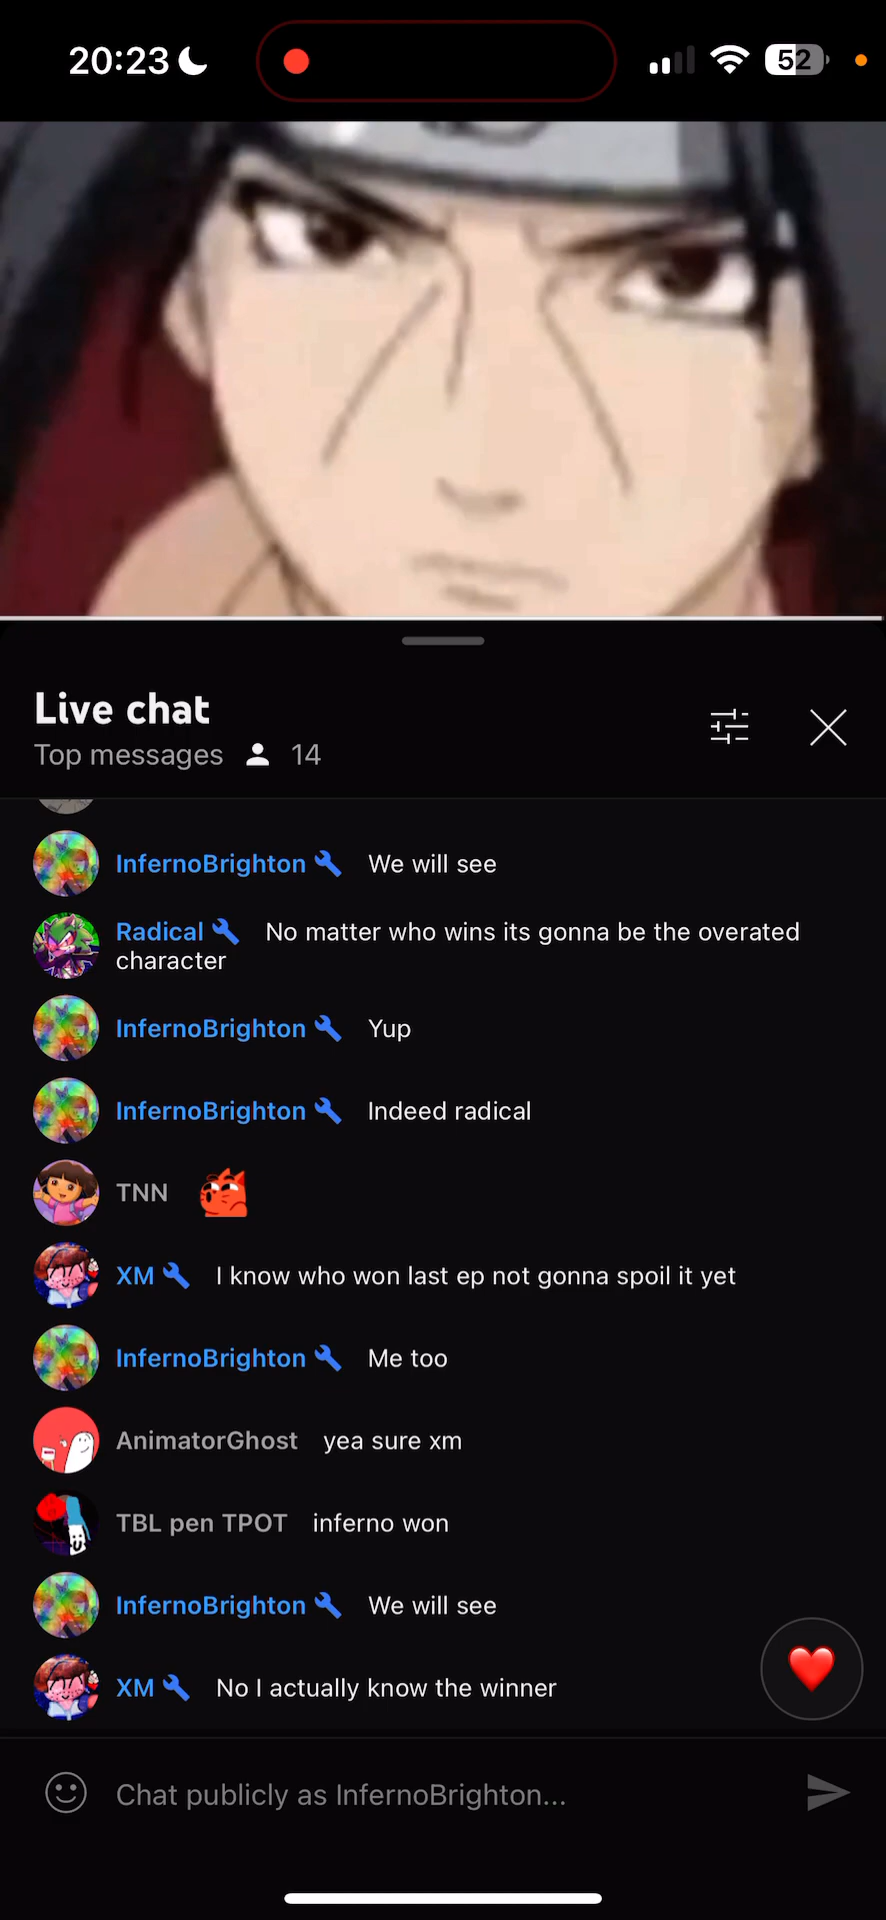 20:23
52
Live chat
Top messages 14
InfernoBrighton We will see
Radical No matter who wins its gonna be the overated
character
InfernoBrighton Yup
InfernoBrighton Indeed radical
TNN
XM I know who won last ep not gonna spoil it yet
InfernoBrighton Me too
AnimatorGhost yea sure xm
TBL pen TPOT inferno won
InfernoBrighton We will see
XM No I actually know the winner
Chat publicly as InfernoBrighton...